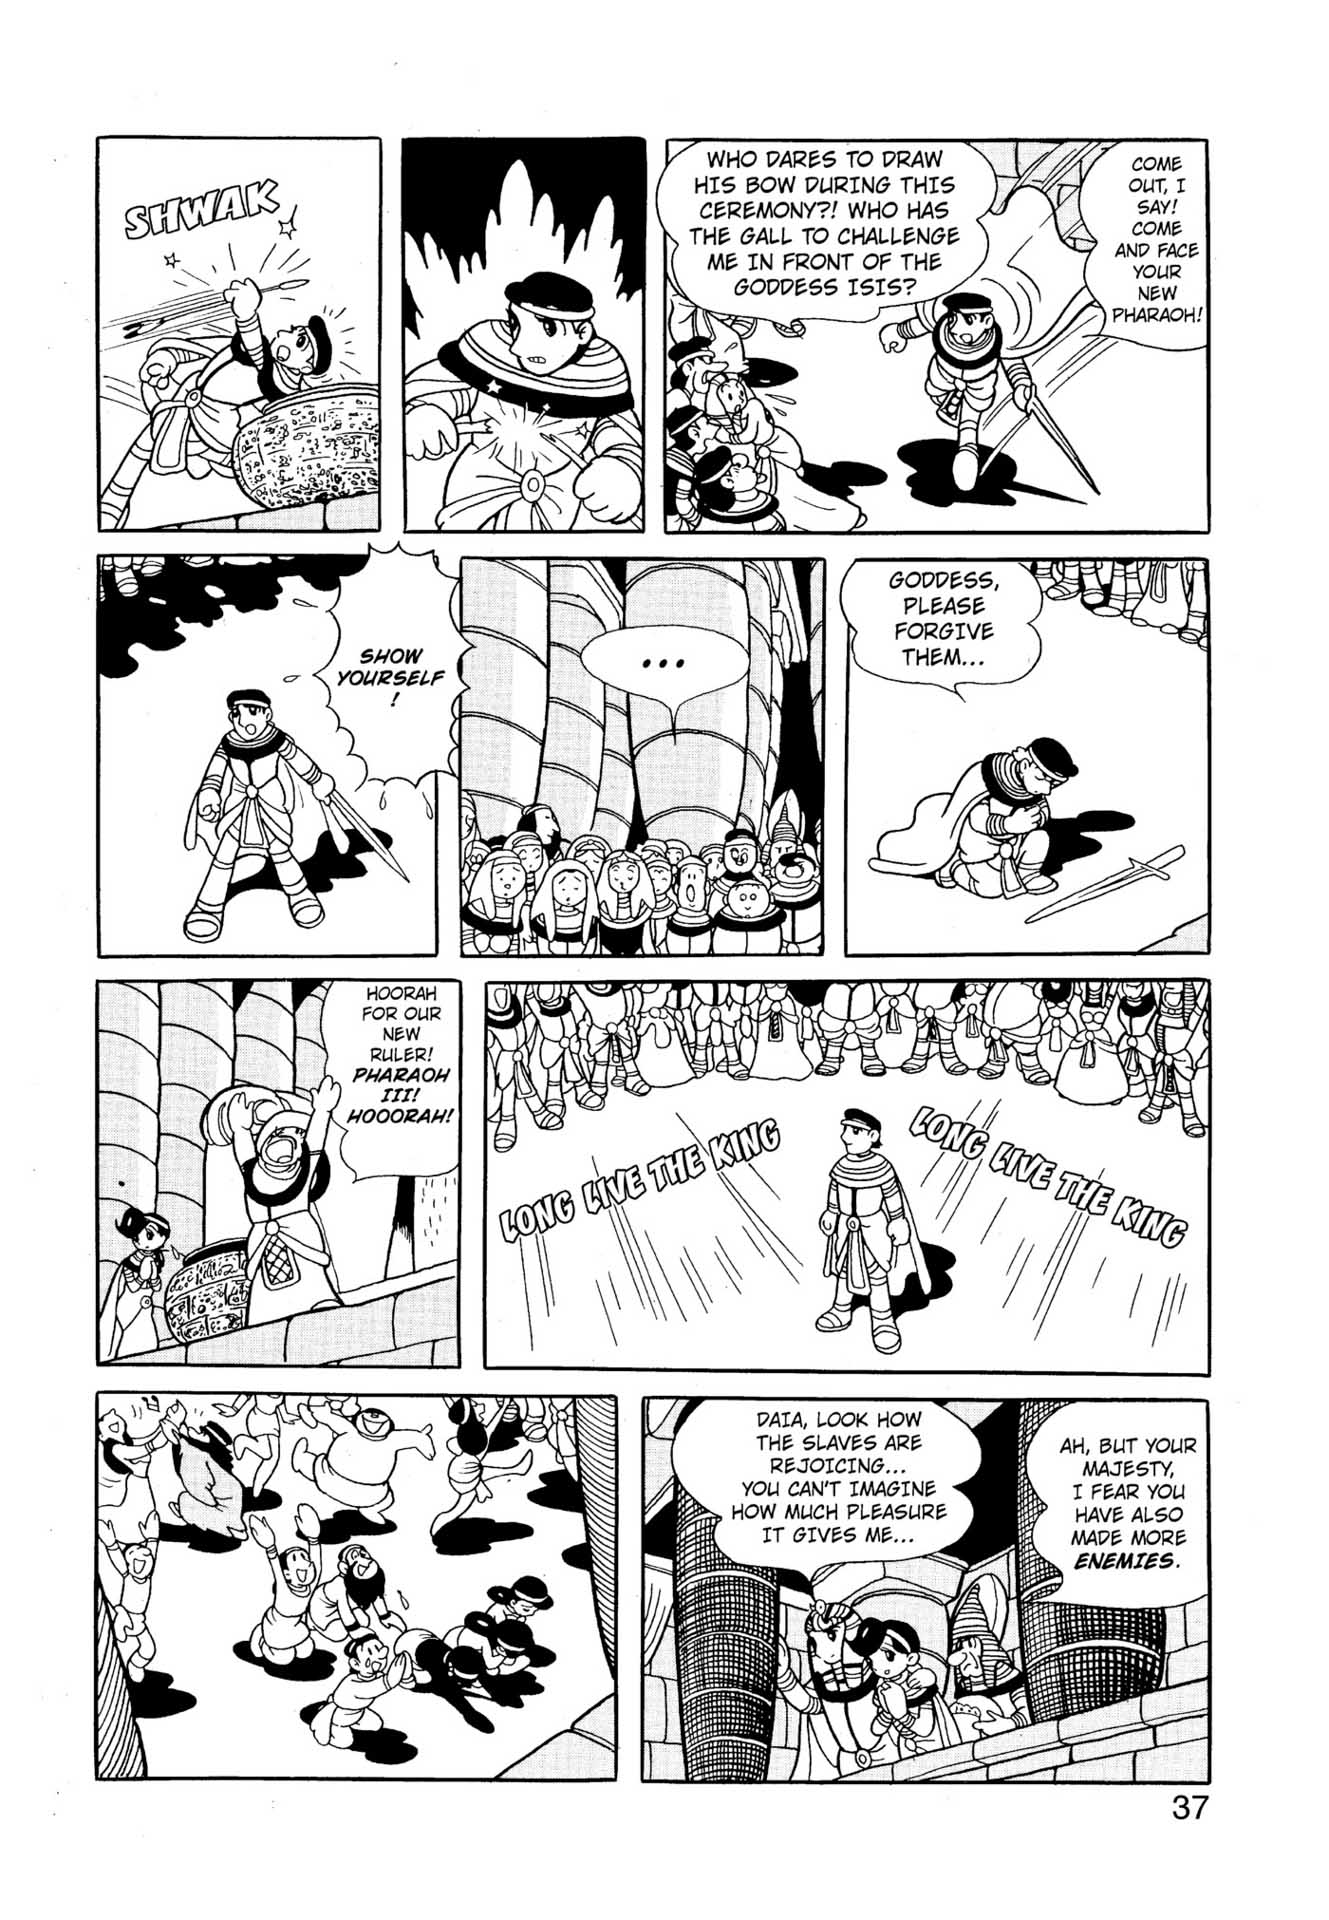 SHWAK
WHO DARES TO DRAW
HIS BOW DURING THIS
CEREMONY?! WHO HAS
THE GALL TO CHALLENGE
ME IN FRONT OF THE
GODDESS ISIS?
COME
OUT, I
SAY!
COME
AND FACE
YOUR
NEW
PHARAOH!
SHOW
YOURSELF
!
...
GODDESS,
PLEASE
FORGIVE
THEM...
HOORAH
FOR OUR
NEW
RULER!
PHARAOH
III!
HOOORAH!
LONG LIVE THE KING
LONG LIVE THE KING
DAIA, LOOK HOW
THE SLAVES ARE
REJOICING...
YOU CAN'T IMAGINE
HOW MUCH PLEASURE
IT GIVES ME...
AH, BUT YOUR
MAJESTY,
I FEAR YOU
HAVE ALSO
MADE MORE
ENEMIES.
37